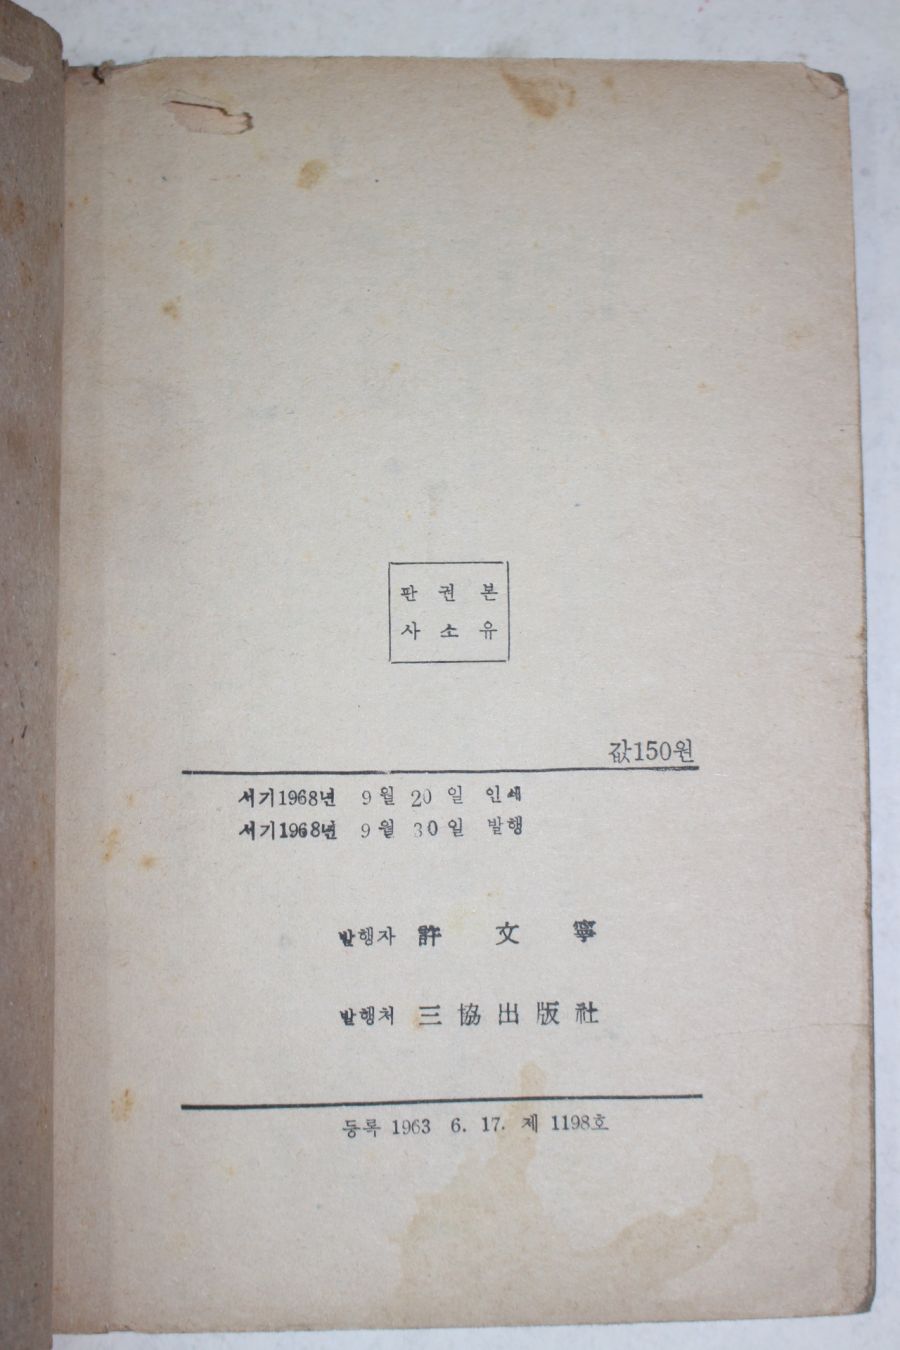 판 권 본
사 소 유
값150원
서기1968년 9월 20일 인세
서기1968년 9월 30일 발행
발행자 許 文 寧
발행처 三協出版社
등록 1963 6. 17. 제 1198호